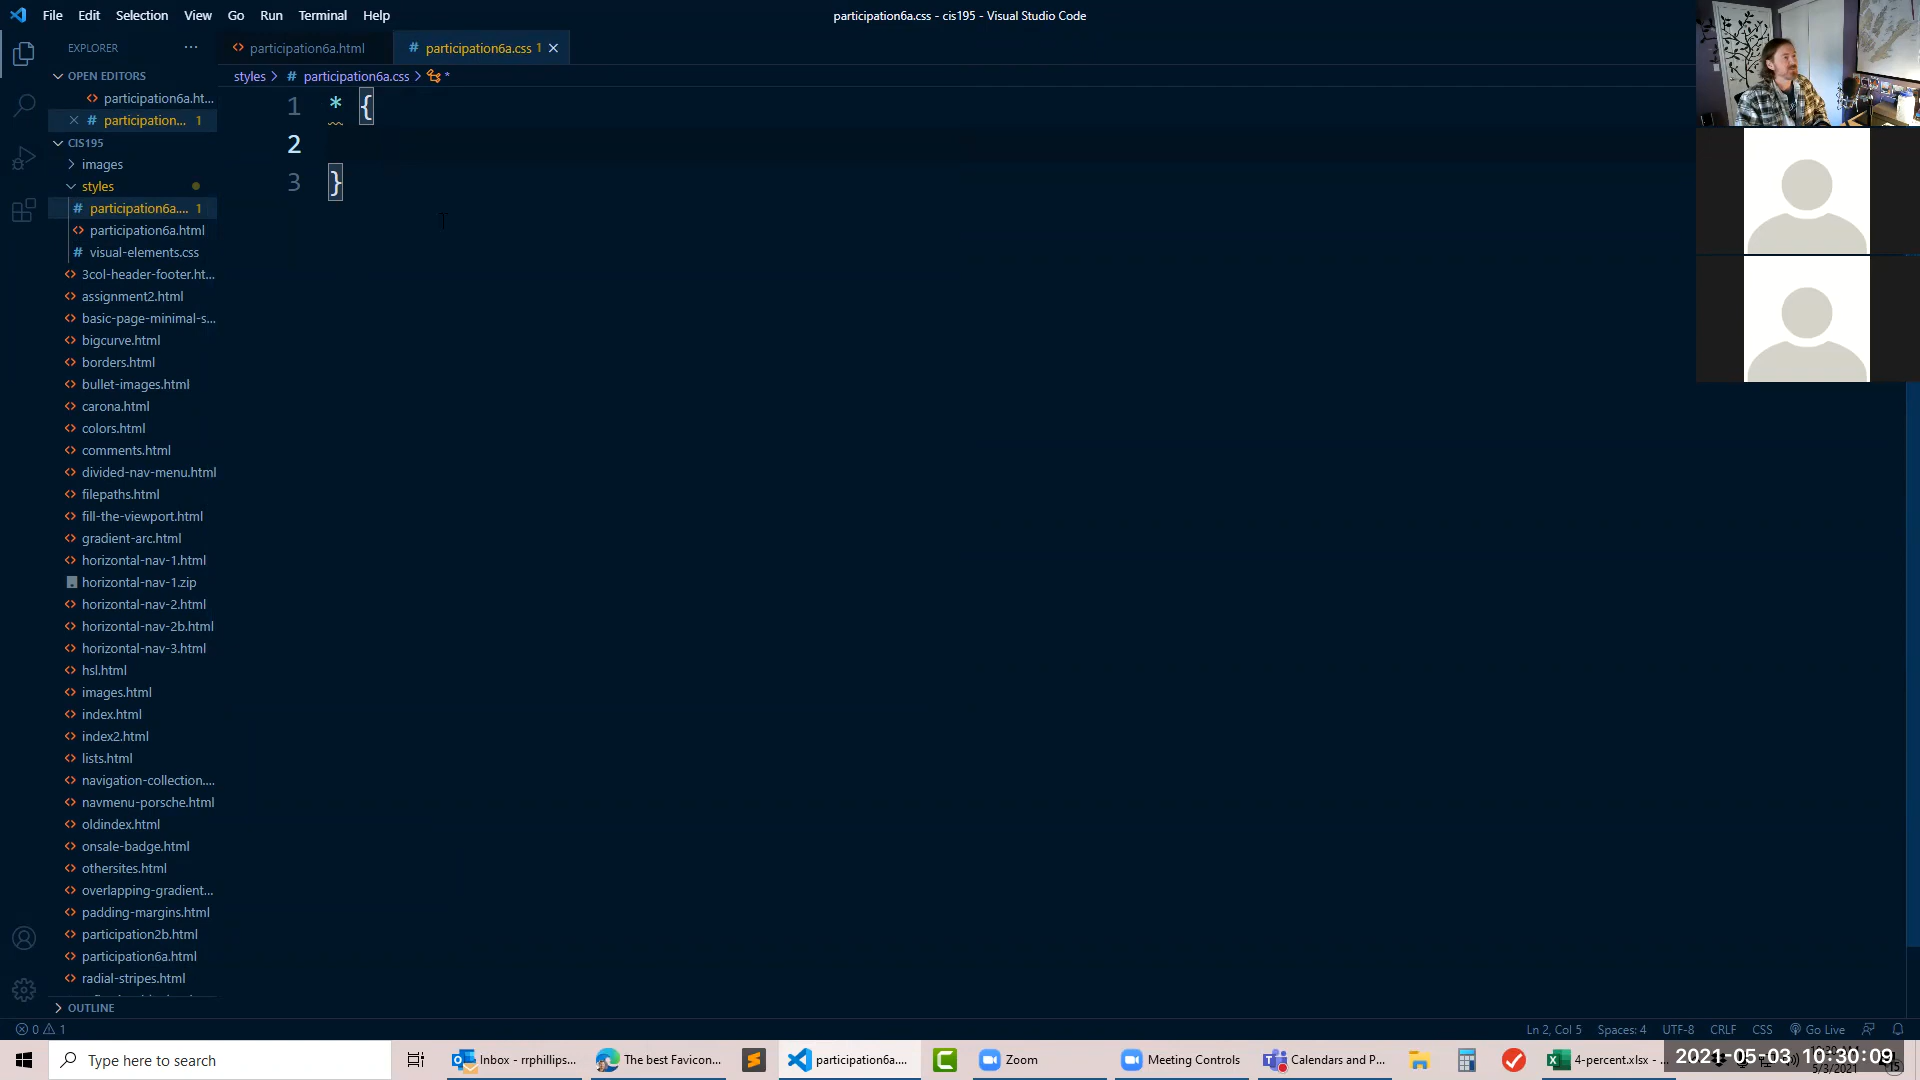 File Edit Selection View Go Run Terminal Help
participation6a.css - cis195 - Visual Studio Code
EXPLORER ...
participation6a.html
# participation6a.css 1
OPEN EDITORS
participation6a.ht...
# participation... 1
styles > # participation6a.css > *
1 * {
2
3 }
CIS195
images
styles
# participation6a.... 1
participation6a.html
# visual-elements.css
3col-header-footer.ht...
assignment2.html
basic-page-minimal-s...
bigcurve.html
borders.html
bullet-images.html
carona.html
colors.html
comments.html
divided-nav-menu.html
filepaths.html
fill-the-viewport.html
gradient-arc.html
horizontal-nav-1.html
horizontal-nav-1.zip
horizontal-nav-2.html
horizontal-nav-2b.html
horizontal-nav-3.html
hsl.html
images.html
index.html
index2.html
lists.html
navigation-collection....
navmenu-porsche.html
oldindex.html
onsale-badge.html
othersites.html
overlapping-gradient...
padding-margins.html
participation2b.html
participation6a.html
radial-stripes.html
OUTLINE
0 1
Ln 2, Col 5 Spaces: 4 UTF-8 CRLF CSS Go Live
Type here to search
Inbox - rrphillips...
The best Favicon...
participation6a....
Zoom
Meeting Controls
Calendars and P...
4-percent.xlsx - ...
2021-05-03 10:30:09
5/3/2021
15